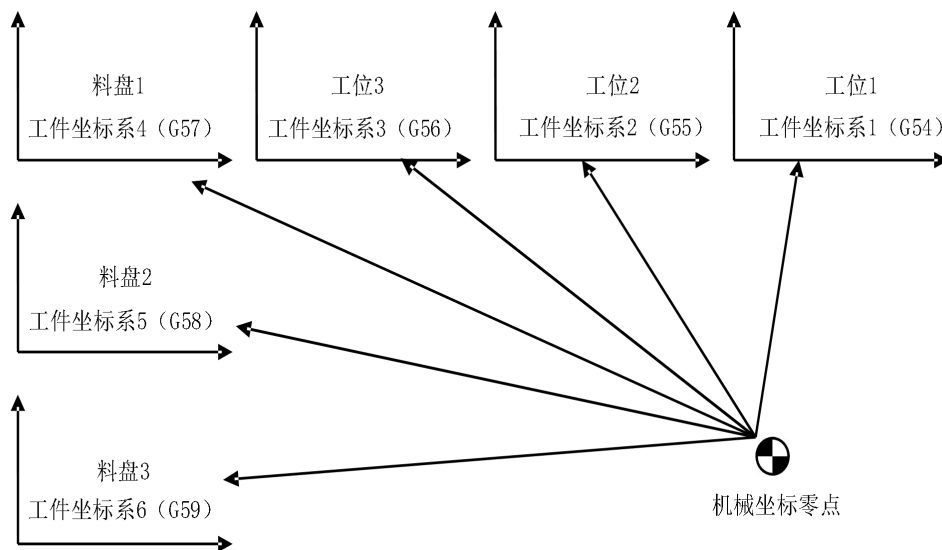 料盘1
工件坐标系4（G57）
工位3
工件坐标系3（G56）
工位2
工件坐标系2（G55）
工位1
工件坐标系1（G54）
料盘2
工件坐标系5（G58）
料盘3
工件坐标系6（G59）
机械坐标零点